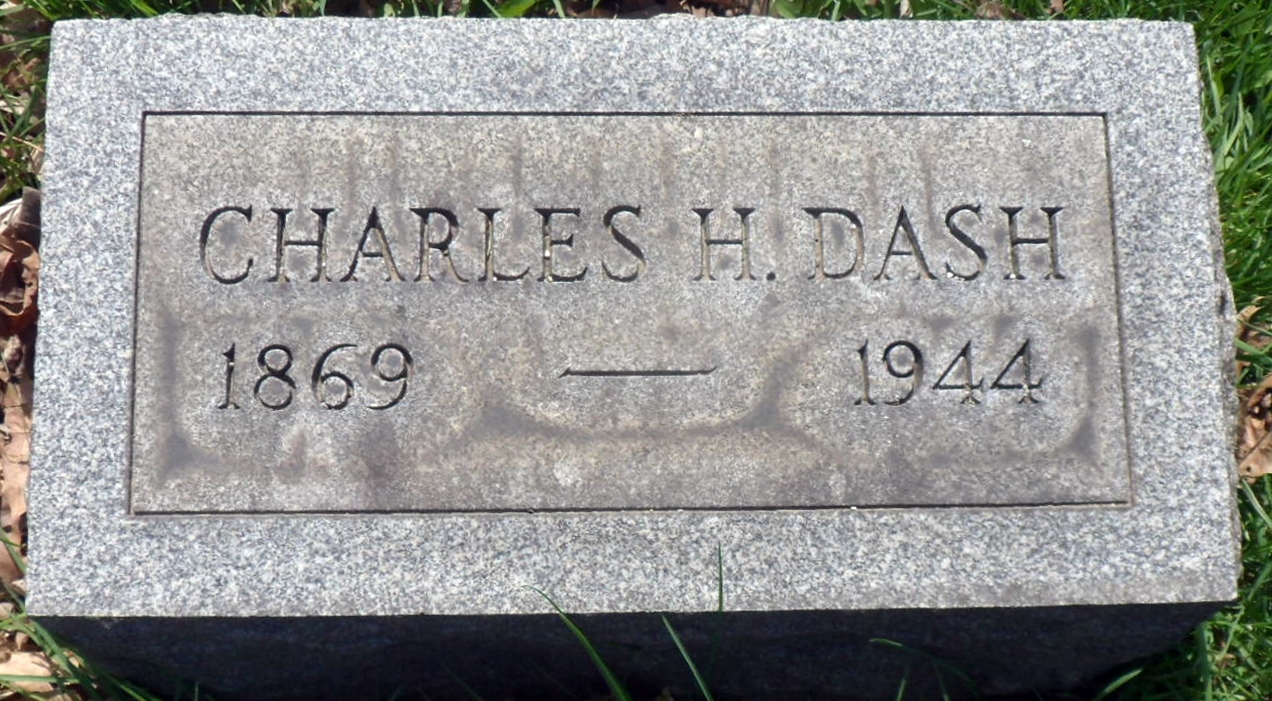 CHARLES H. DASH
1869 — 1944